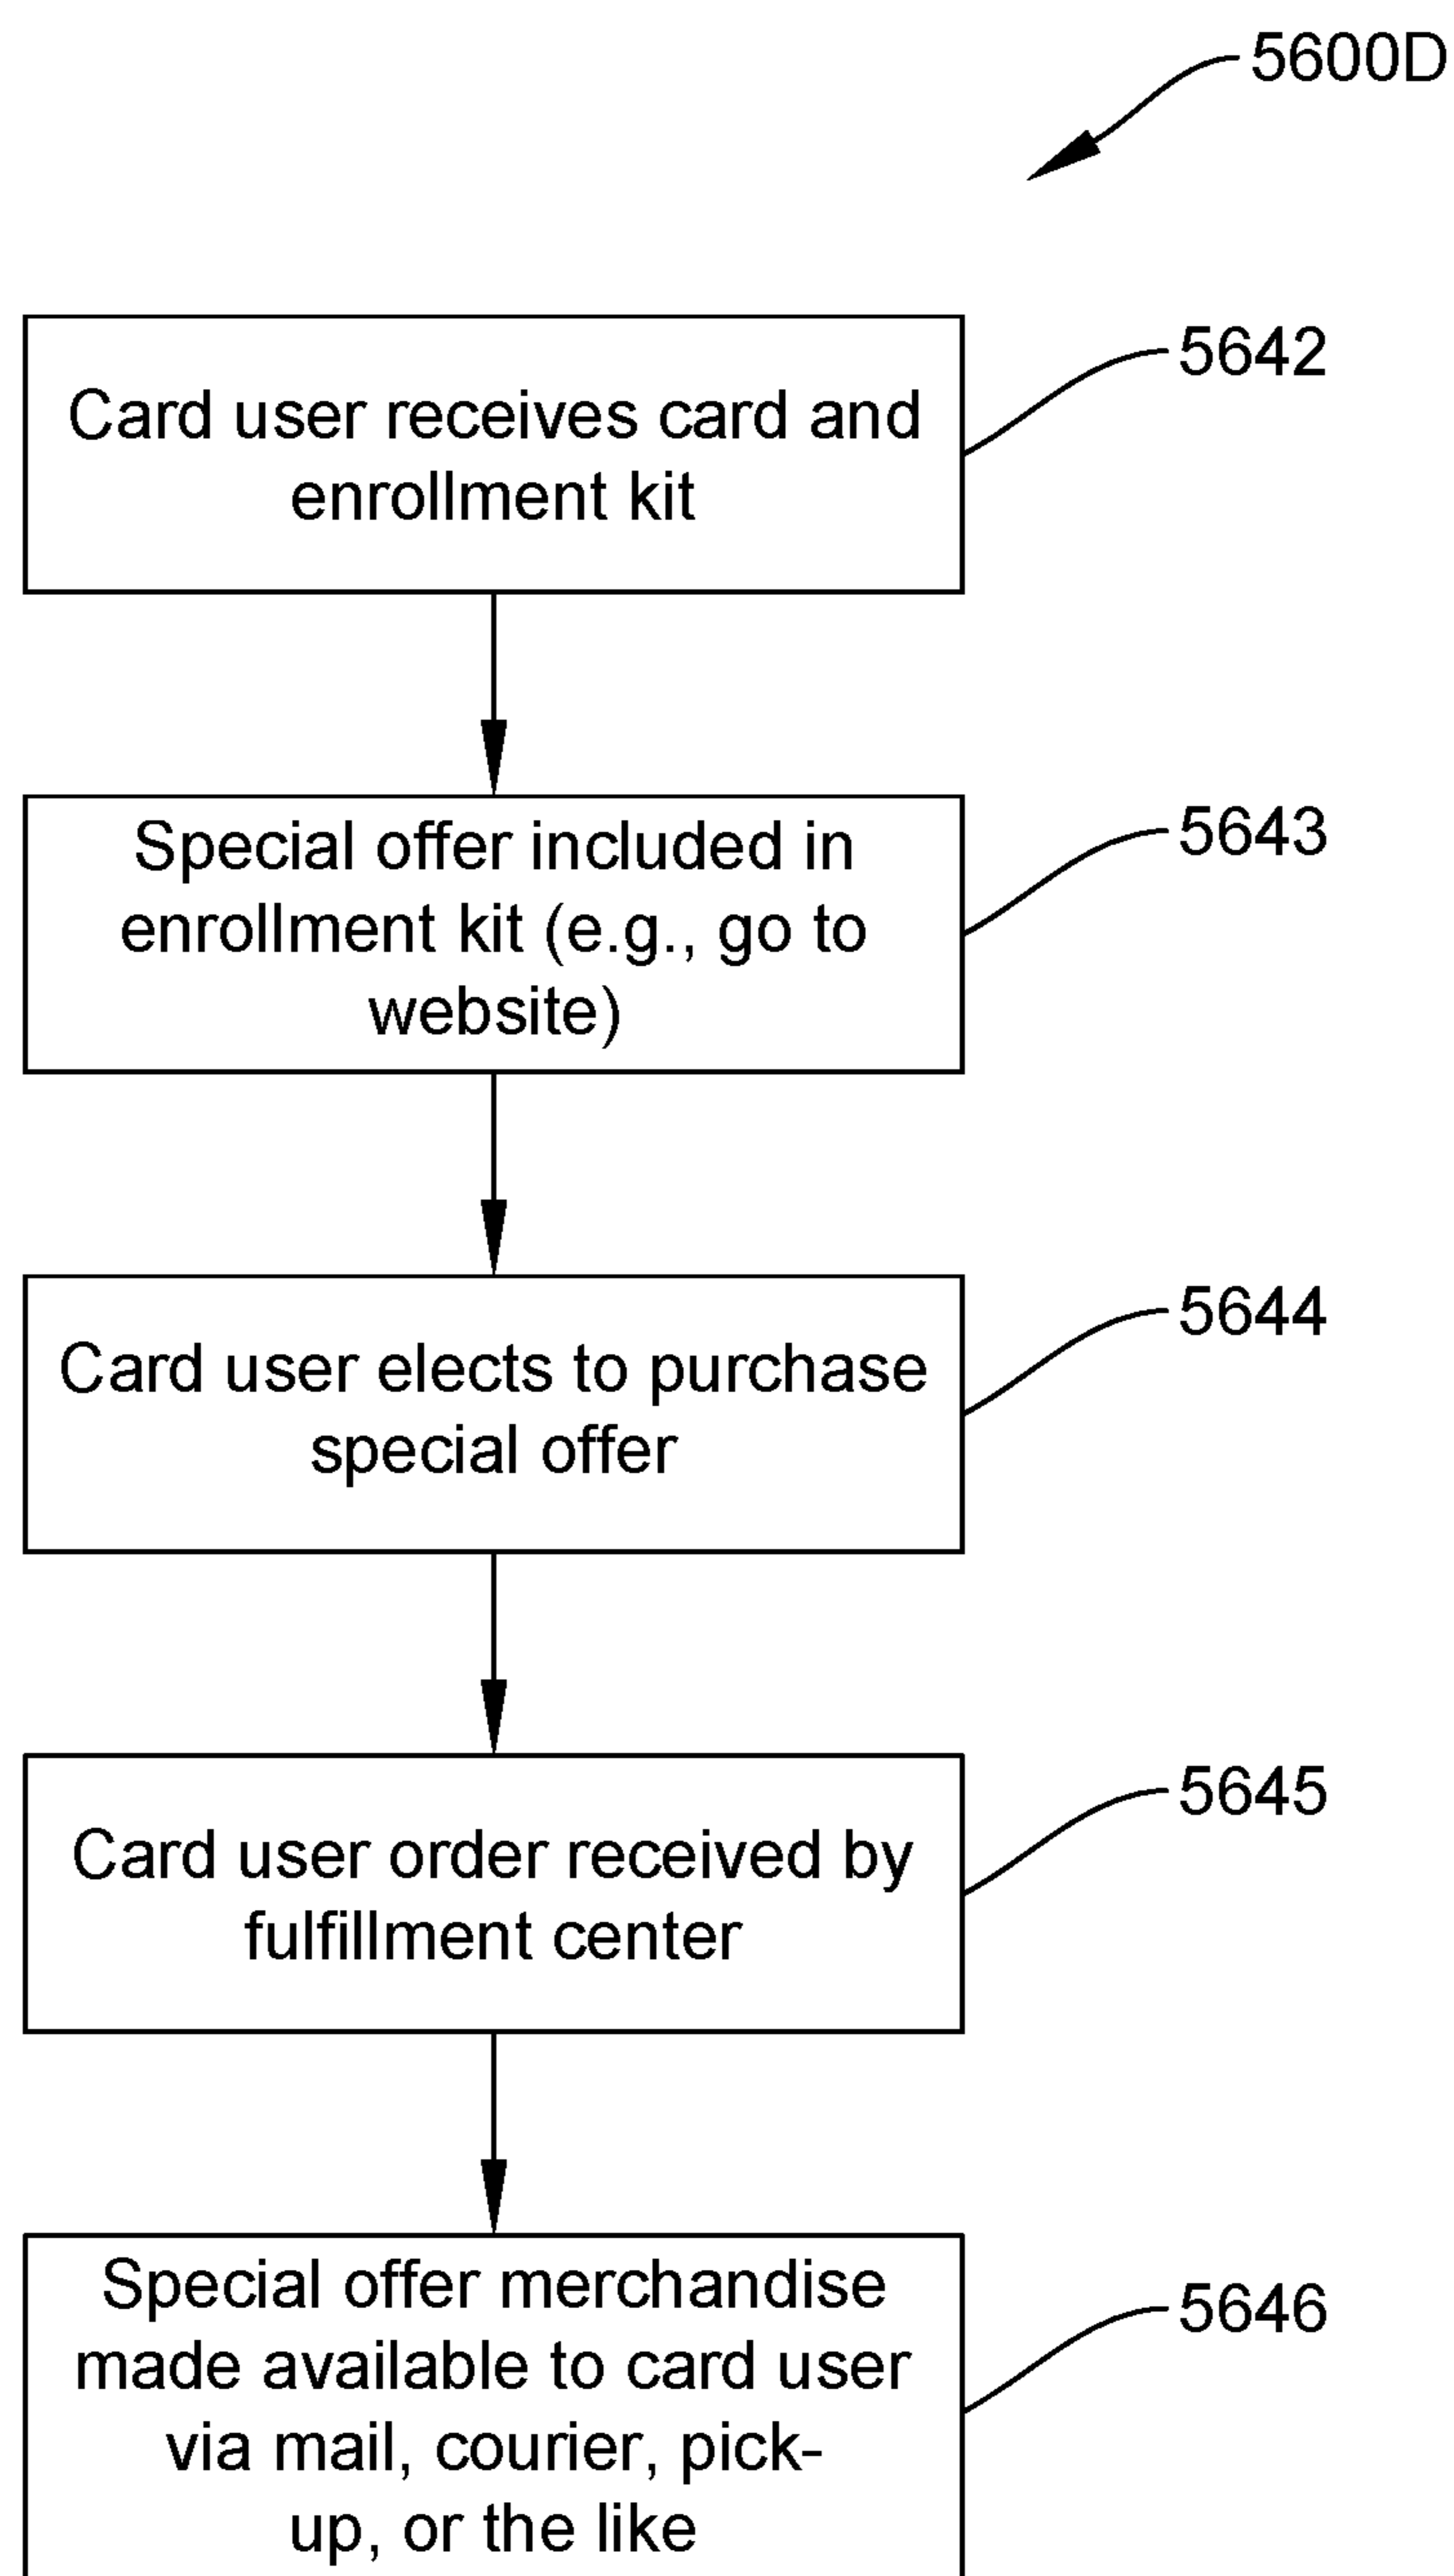 5600D
5642
Card user receives card and
enrollment kit
5643
Special offer included in
enrollment kit (e.g., go to
website)
5644
Card user elects to purchase
special offer
5645
Card user order received by
fulfillment center
5646
Special offer merchandise
made available to card user
via mail, courier, pick-
up, or the like